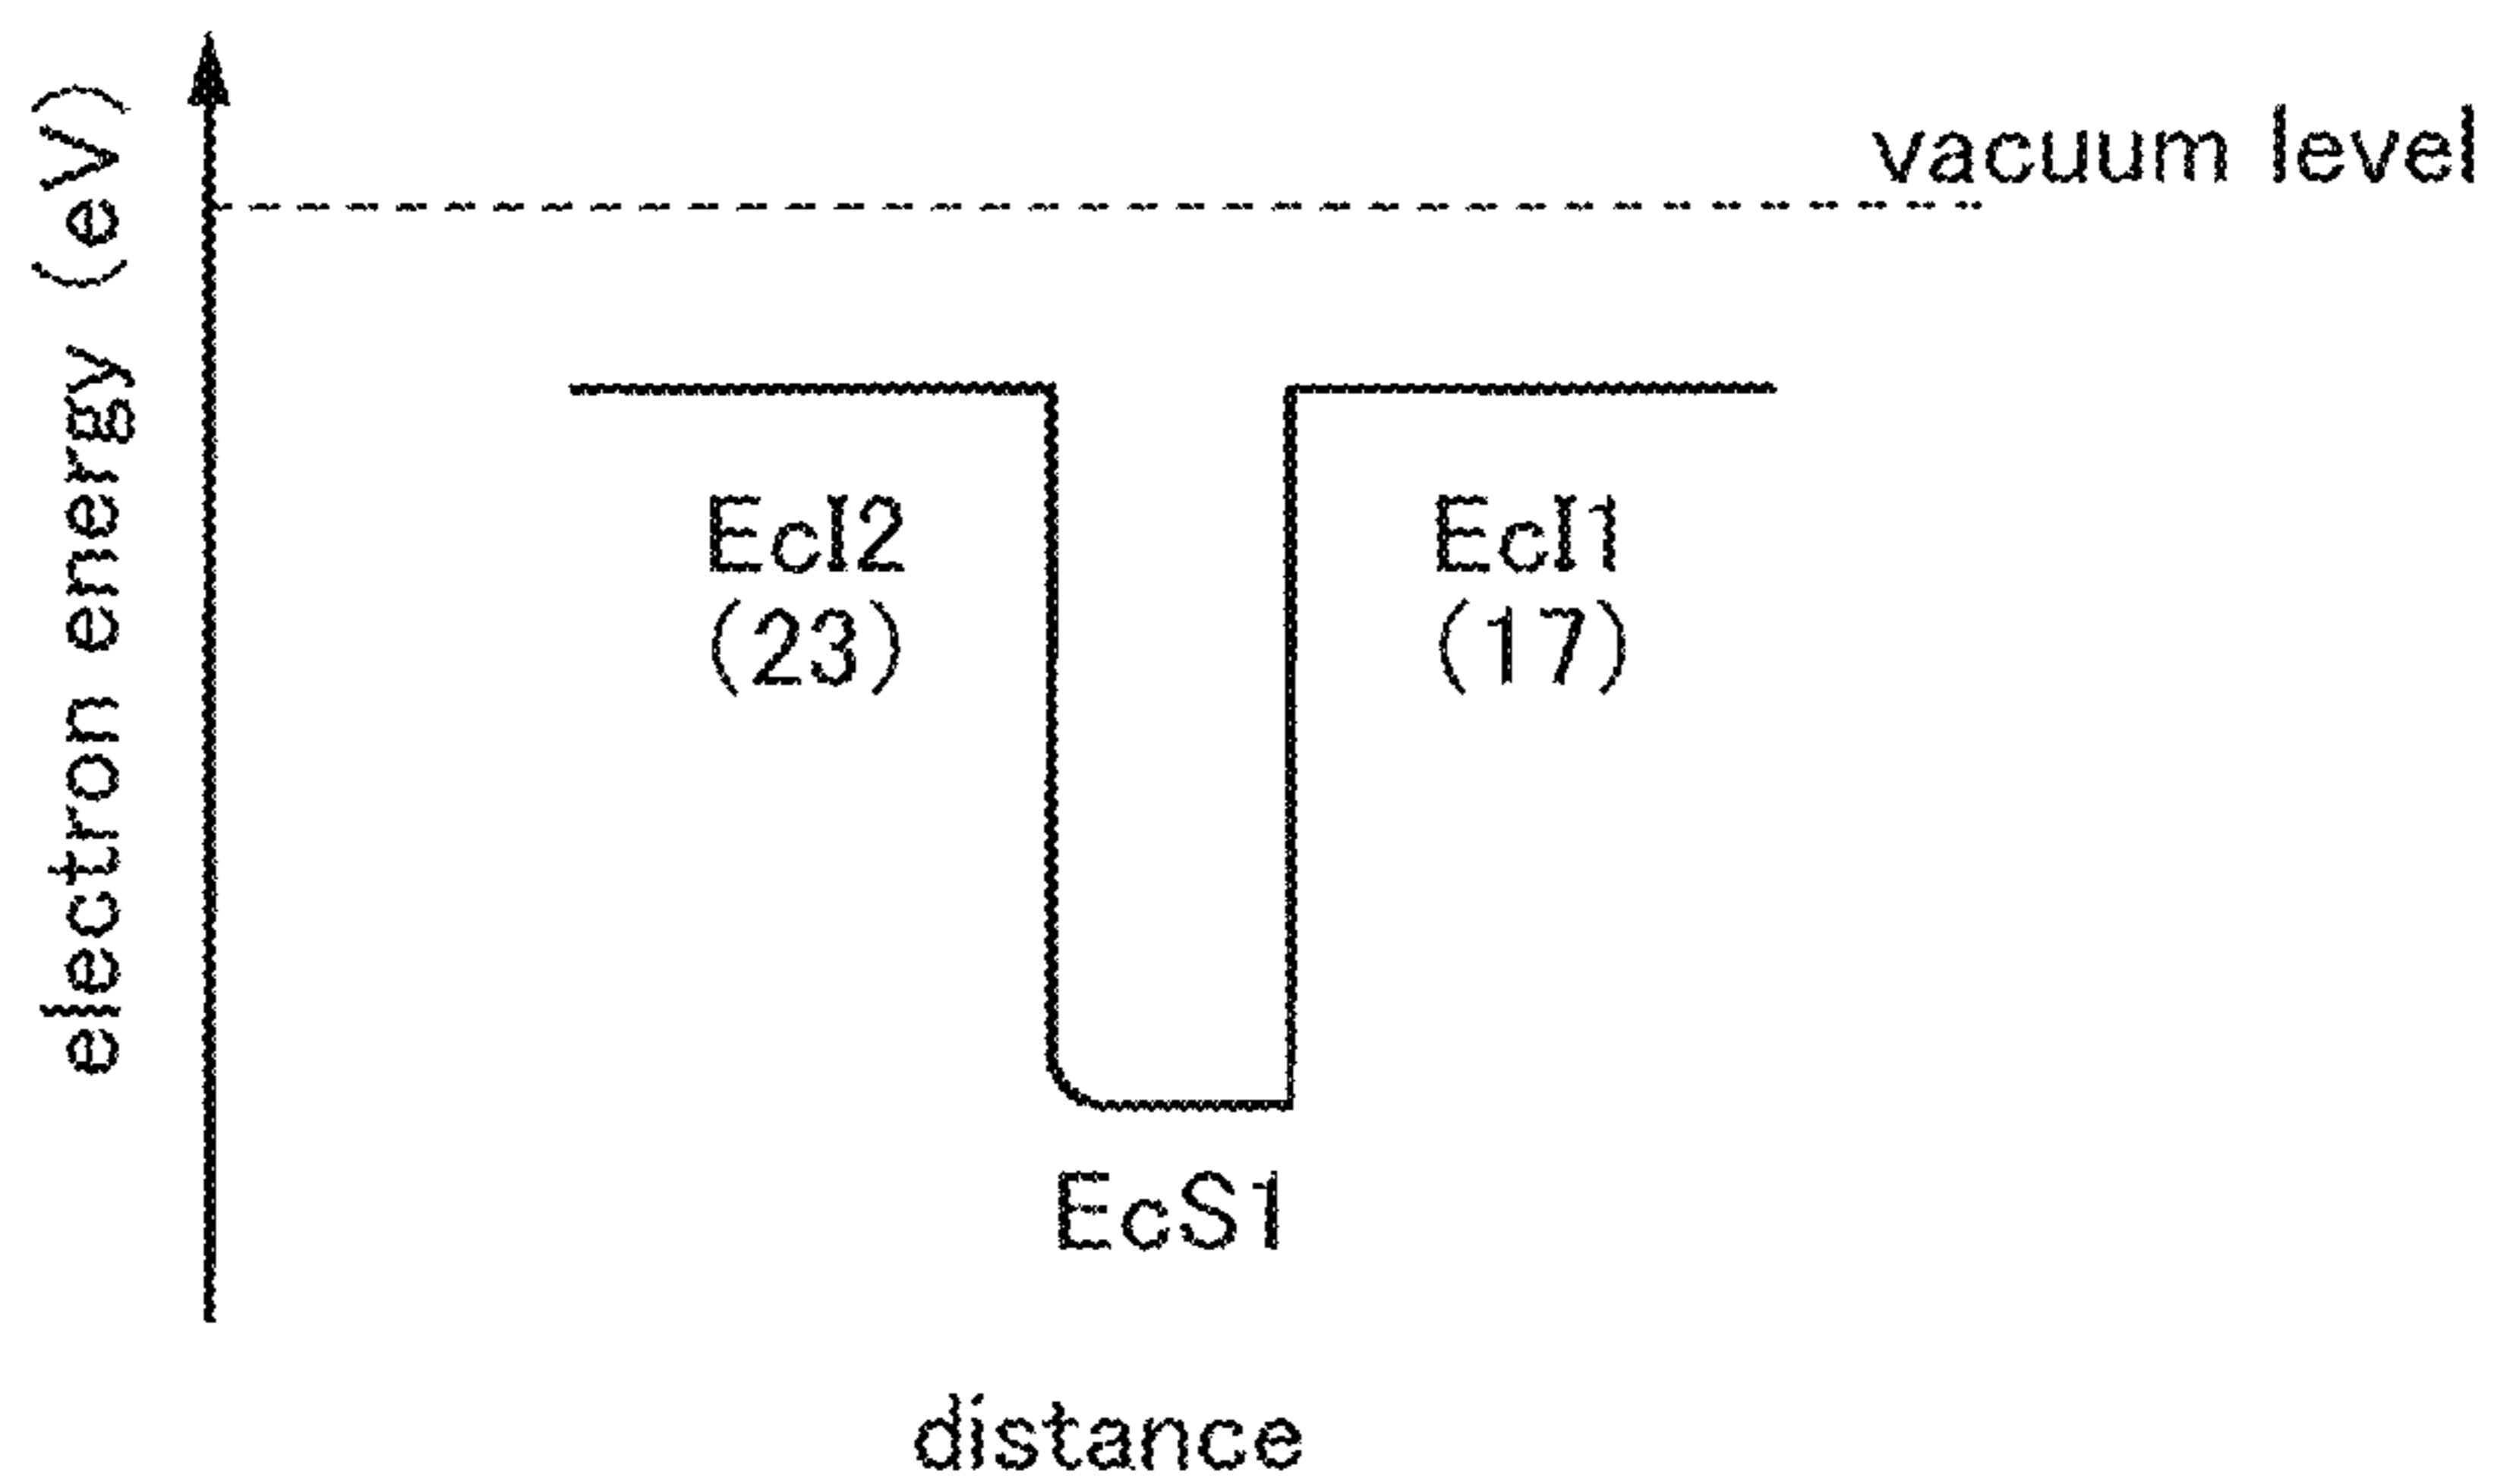 electron energy (eV)
vacuum level
EcI2
(23)
EcI1
(17)
EcS1
distance